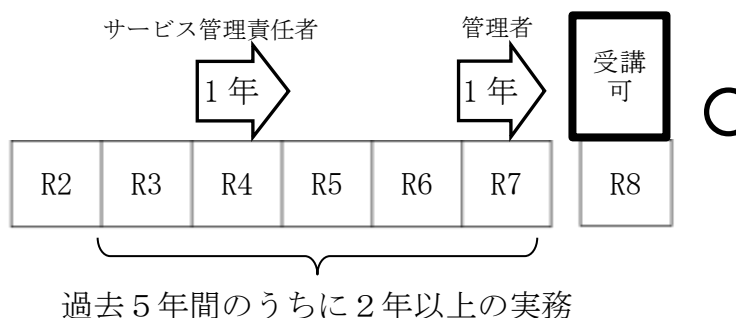 サービス管理責任者
管理者
1年
1年
受講
可
R2
R3
R4
R5
R6
R7
R8
過去５年間のうちに２年以上の実務